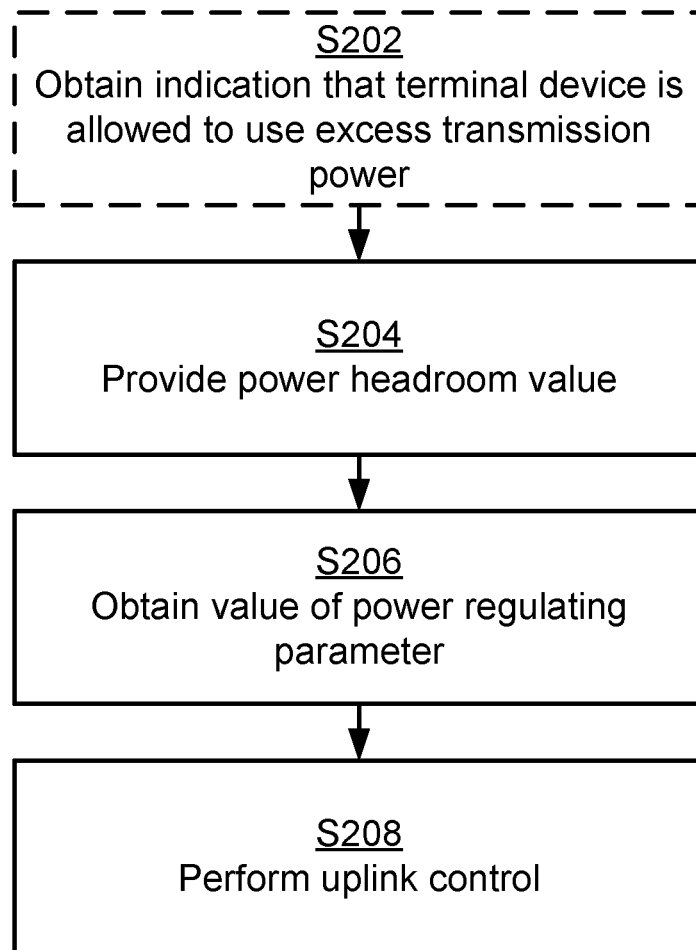 S202
Obtain indication that terminal device is
allowed to use excess transmission
power
S204
Provide power headroom value
S206
Obtain value of power regulating
parameter
S208
Perform uplink control